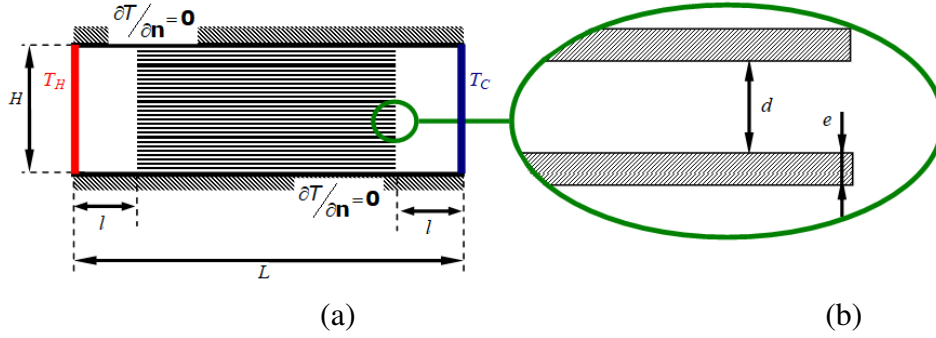 ∂T/∂n = 0
H
T_H
T_C
d
e
∂T/∂n = 0
l
l
L
(a)
(b)